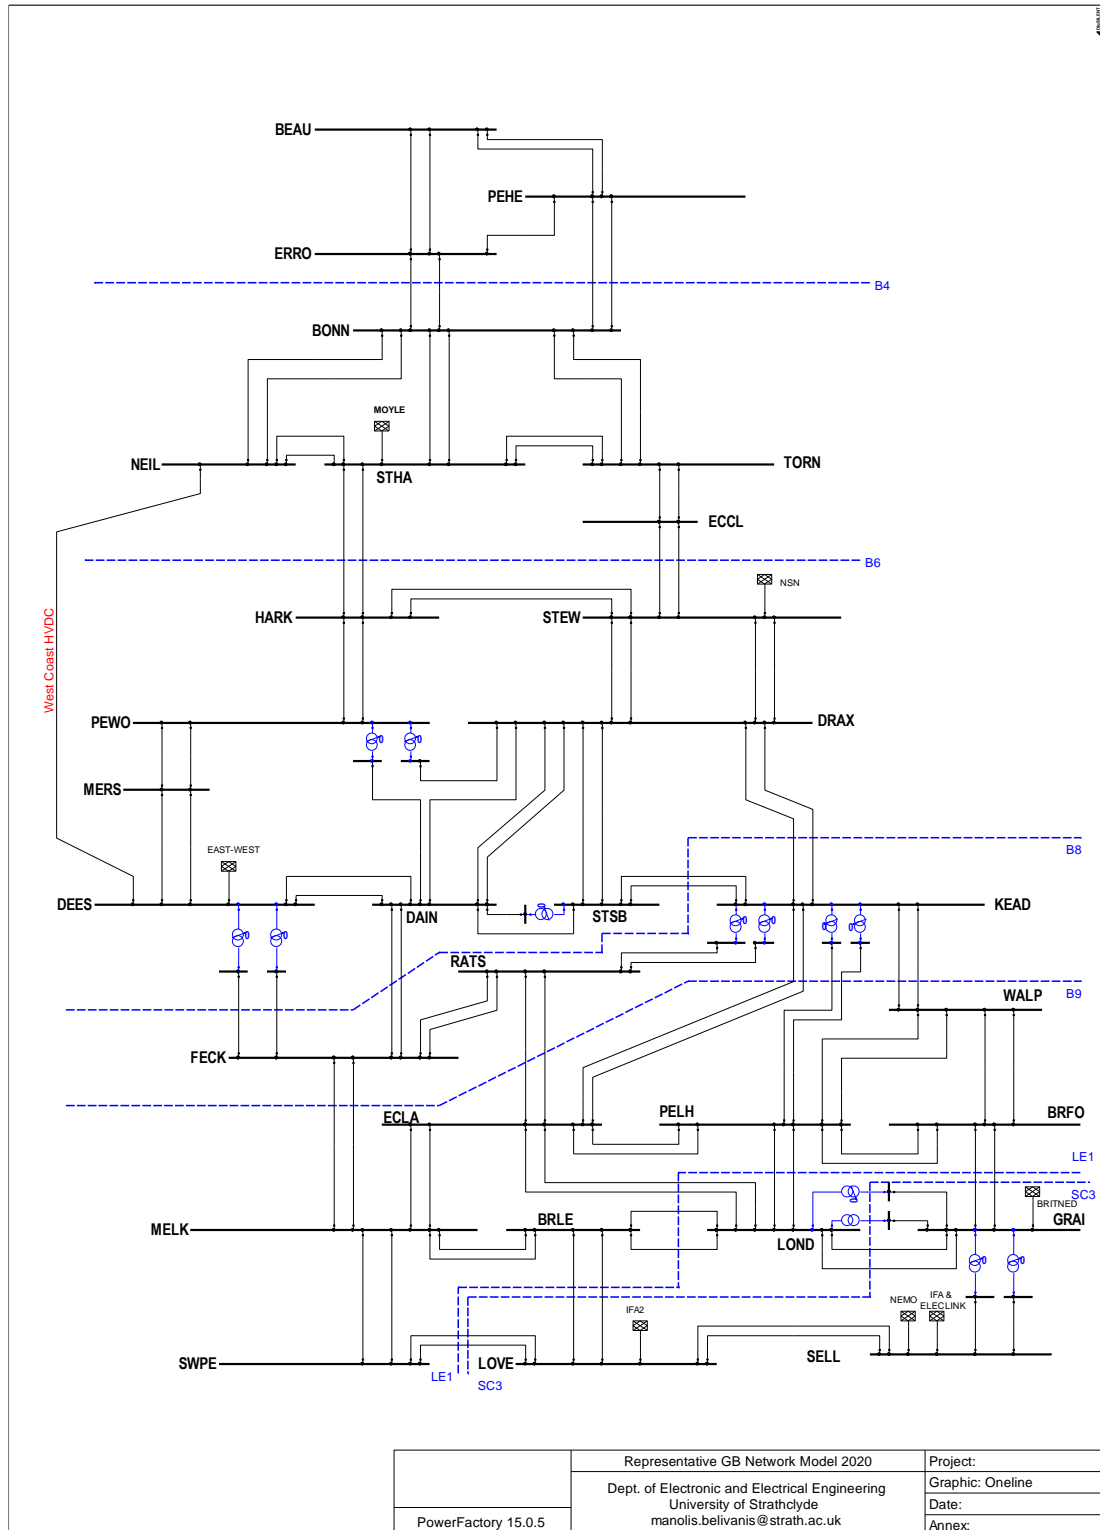 BEAU
PEHE
ERRO
B4
BONN
MOYLE
NEIL
STHA
TORN
ECCL
B6
NSN
HARK
STEW
West Coast HVDC
PEWO
DRAX
MERS
B8
EAST-WEST
DEES
DAIN
STSB
KEAD
RATS
B9
WALP
FECK
ECLA
PELH
BRFO
LE1
SC3
BRITNED
MELK
BRLE
LOND
GRAI
NEMO
IFA &
ELECLINK
IFA2
SELL
SWPE
LOVE
LE1
SC3
Representative GB Network Model 2020
Project:
Dept. of Electronic and Electrical Engineering
University of Strathclyde
manolis.belivanis@strath.ac.uk
Graphic: Oneline
Date:
PowerFactory 15.0.5
Annex: